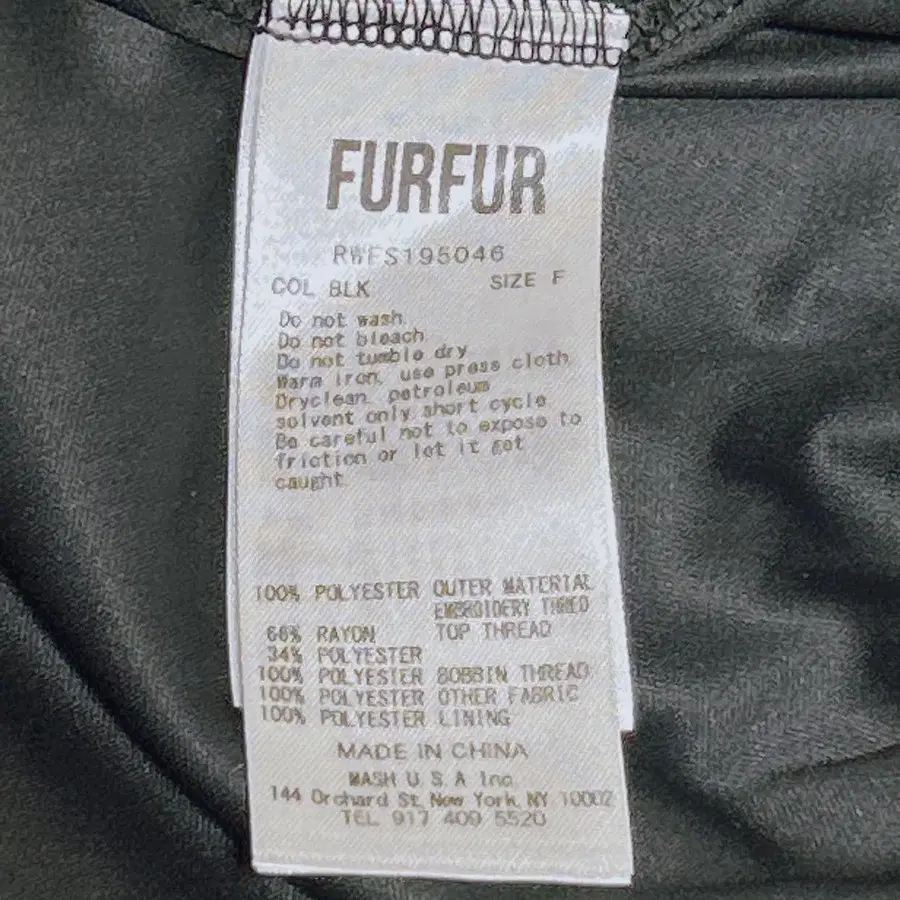 FURFUR
RWFS195046
COL BLK SIZE F
Do not wash.
Do not bleach
Do not tumble dry
Warm iron, use press cloth
Dryclean, petroleum
solvent only short cycle
Be careful not to expose to
friction or let it get
caught.
100% POLYESTER OUTER MATERIAL
EMBROIDERY THRED
66% RAYON TOP THREAD
34% POLYESTER
100% POLYESTER BOBBIN THREAD
100% POLYESTER OTHER FABRIC
100% POLYESTER LINING
MADE IN CHINA
MASH U.S.A Inc.
144 Orchard St, New York, NY 10002
TEL 917 409 5520